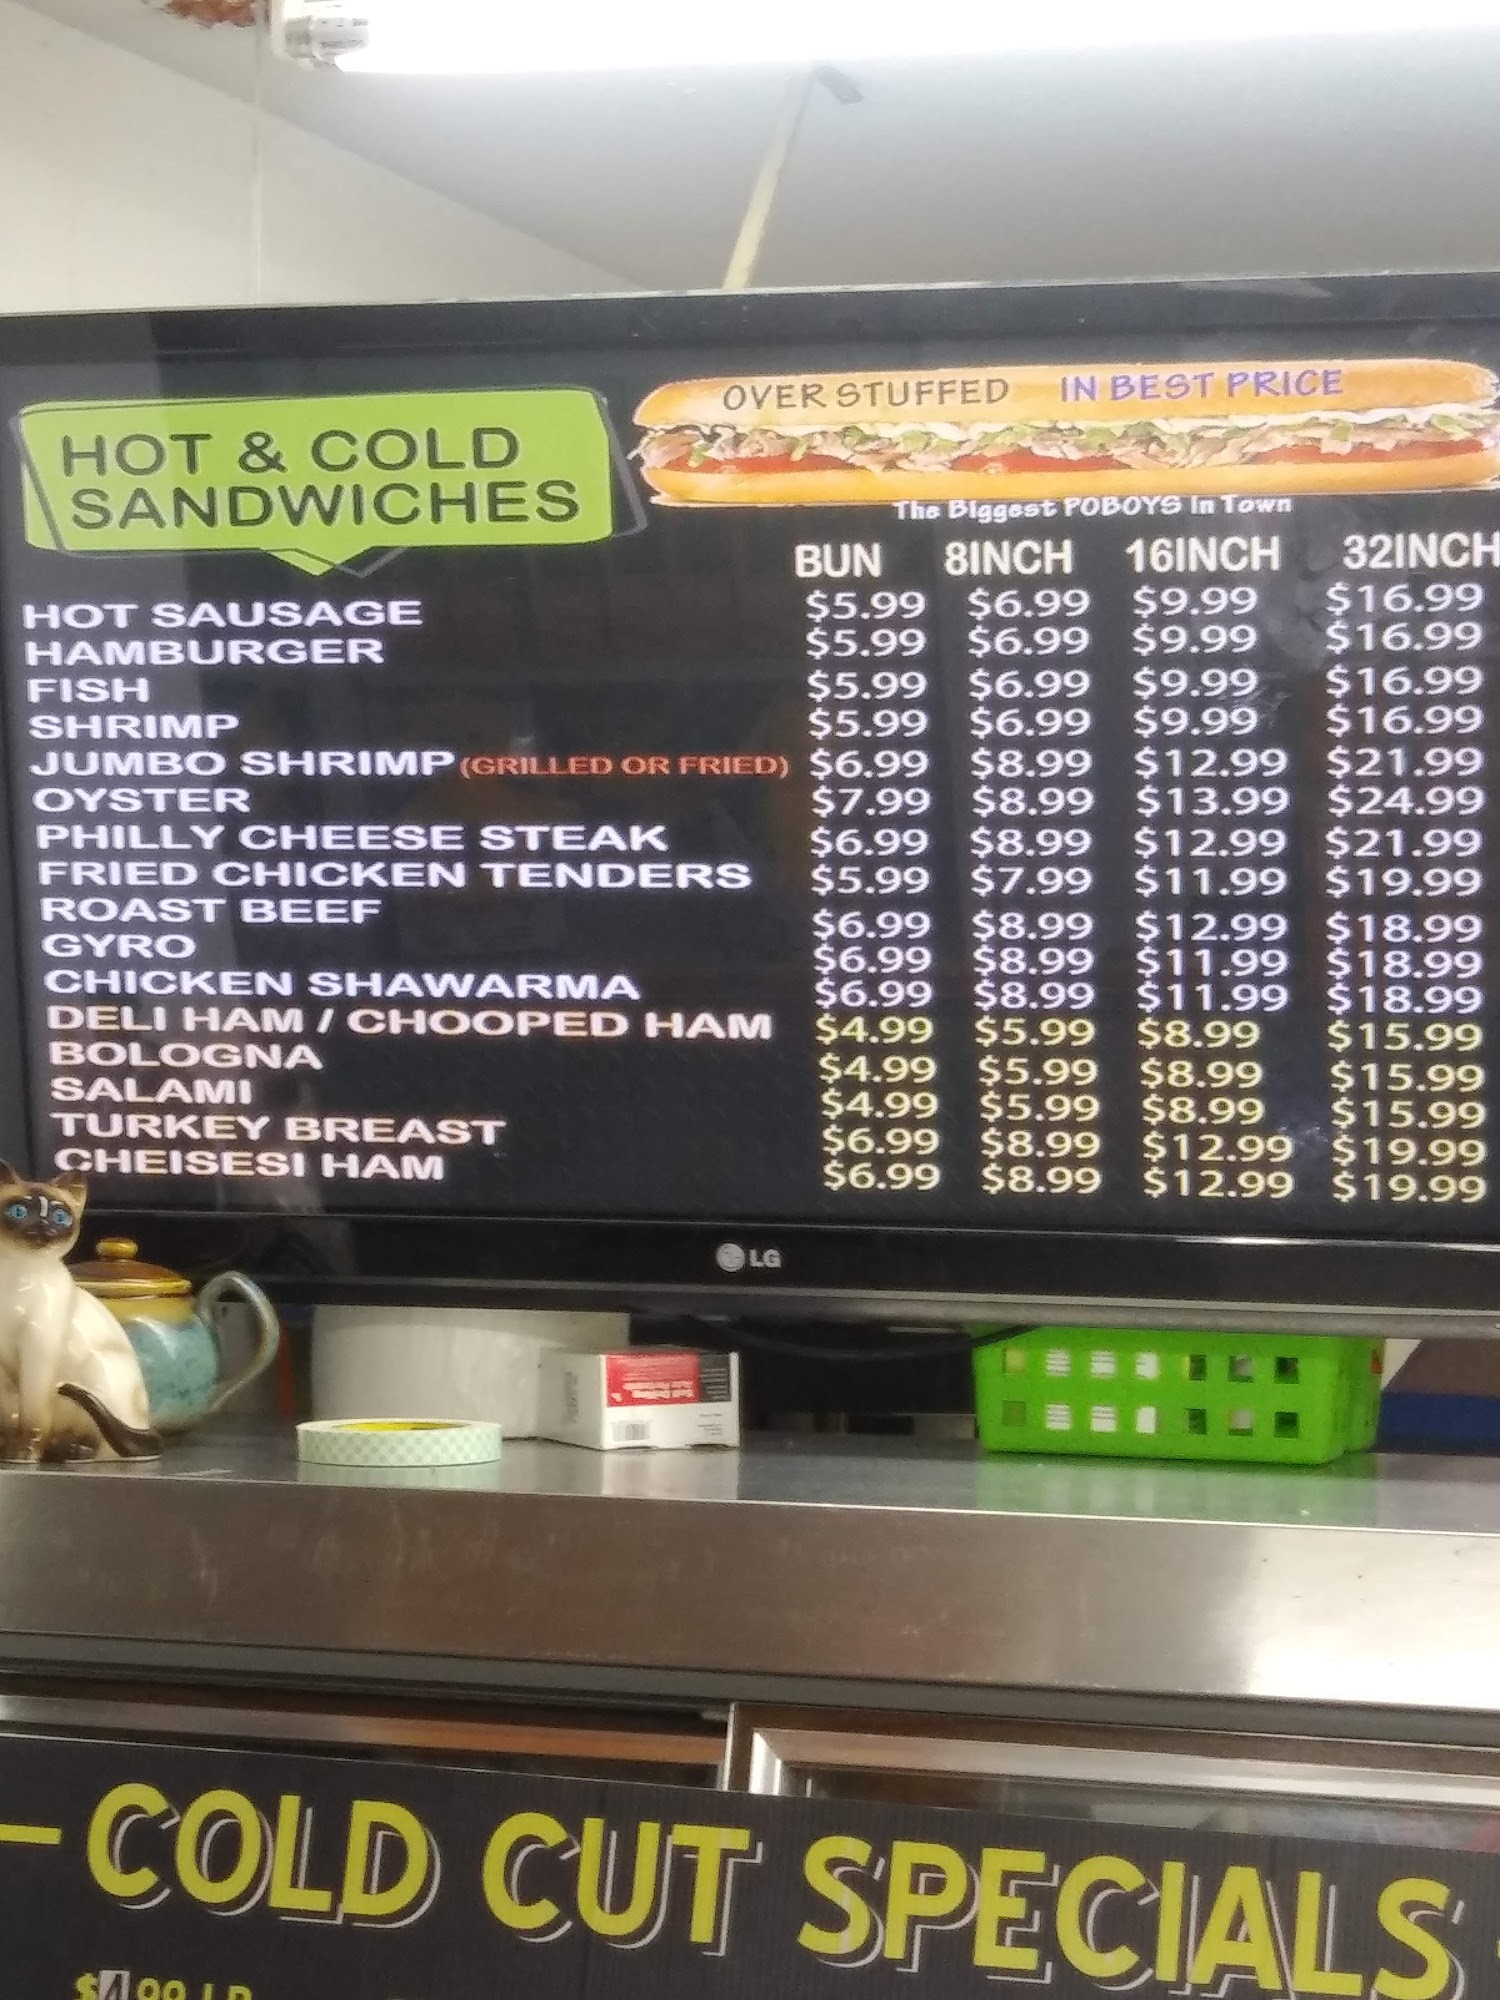 OVER STUFFED IN BEST PRICE
HOT & COLD
SANDWICHES
The Biggest POBOYS In Town
BUN 8INCH 16INCH 32INCH
HOT SAUSAGE $5.99 $6.99 $9.99 $16.99
HAMBURGER $5.99 $6.99 $9.99 $16.99
FISH $5.99 $6.99 $9.99 $16.99
SHRIMP $5.99 $6.99 $9.99 $16.99
JUMBO SHRIMP (GRILLED OR FRIED) $6.99 $8.99 $12.99 $21.99
OYSTER $7.99 $8.99 $13.99 $24.99
PHILLY CHEESE STEAK $6.99 $8.99 $12.99 $21.99
FRIED CHICKEN TENDERS $5.99 $7.99 $11.99 $19.99
ROAST BEEF $6.99 $8.99 $12.99 $18.99
GYRO $6.99 $8.99 $11.99 $18.99
CHICKEN SHAWARMA $6.99 $8.99 $11.99 $18.99
DELI HAM / CHOOPED HAM $4.99 $5.99 $8.99 $15.99
BOLOGNA $4.99 $5.99 $8.99 $15.99
SALAMI $4.99 $5.99 $8.99 $15.99
TURKEY BREAST $6.99 $8.99 $12.99 $19.99
CHEISESI HAM $6.99 $8.99 $12.99 $19.99
LG
COLD CUT SPECIALS